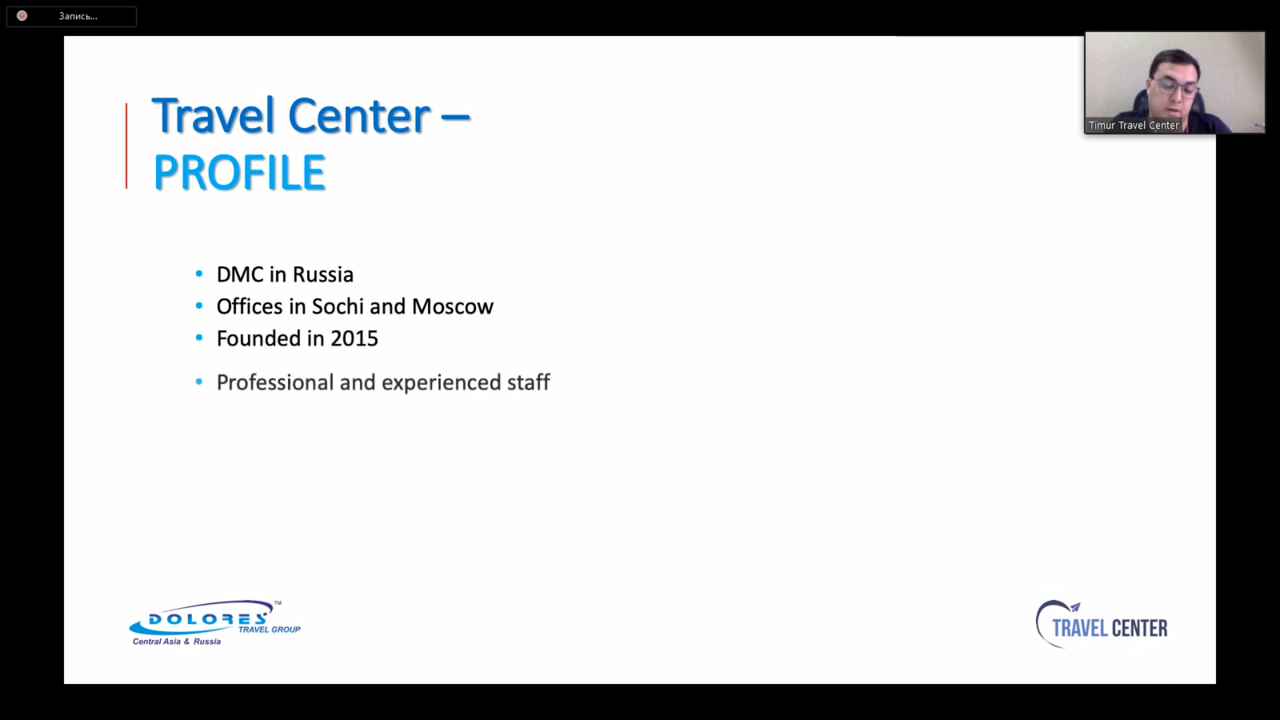 Запись...
Travel Center –
PROFILE
Timur Travel Center
• DMC in Russia
• Offices in Sochi and Moscow
• Founded in 2015
• Professional and experienced staff
DOLORES™
TRAVEL GROUP
Central Asia & Russia
TRAVEL CENTER